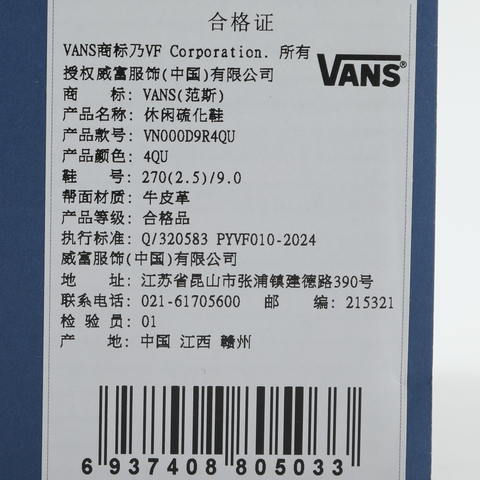 合格证
VANS商标乃VF Corporation. 所有
授权威富服饰(中国)有限公司
VANS®
商 标: VANS(范斯)
产品名称: 休闲硫化鞋
产品款号: VN000D9R4QU
产品颜色: 4QU
鞋 号: 270(2.5)/9.0
帮面材质: 牛皮革
产品等级: 合格品
执行标准: Q/320583 PYVF010-2024
威富服饰(中国)有限公司
地 址: 江苏省昆山市张浦镇建德路390号
联系电话: 021-61705600 邮 编: 215321
检 验 员: 01
产 地: 中国 江西 赣州
6 937408 805033